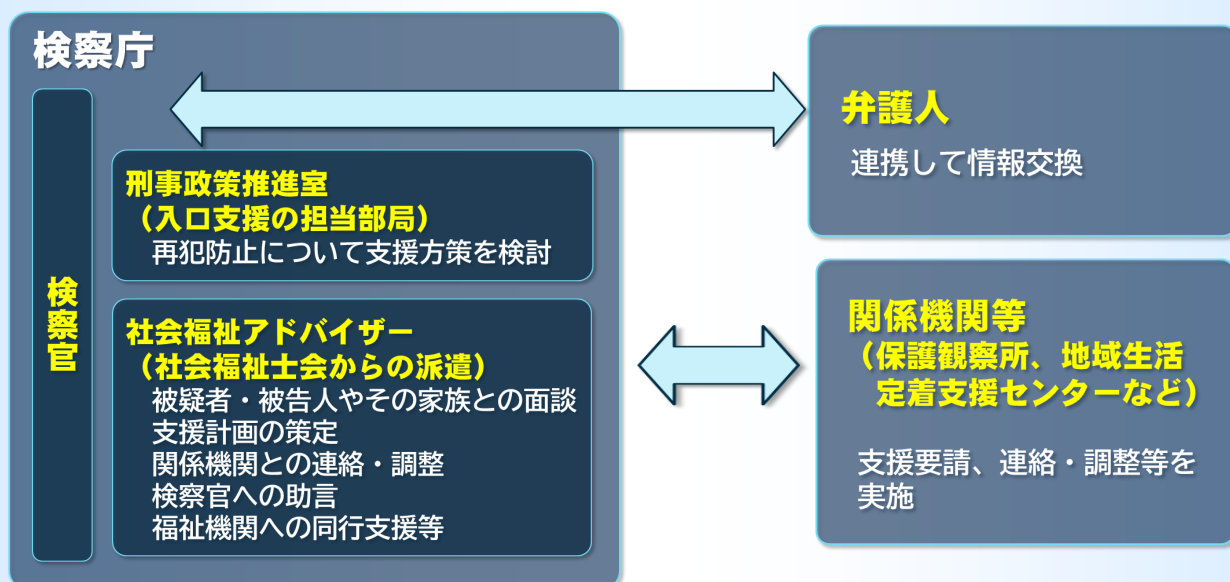 検察庁
検察官
刑事政策推進室
（入口支援の担当部局）
再犯防止について支援方策を検討
社会福祉アドバイザー
（社会福祉士会からの派遣）
被疑者・被告人やその家族との面談
支援計画の策定
関係機関との連絡・調整
検察官への助言
福祉機関への同行支援等
弁護人
連携して情報交換
関係機関等
（保護観察所、地域生活
定着支援センターなど）
支援要請、連絡・調整等を
実施